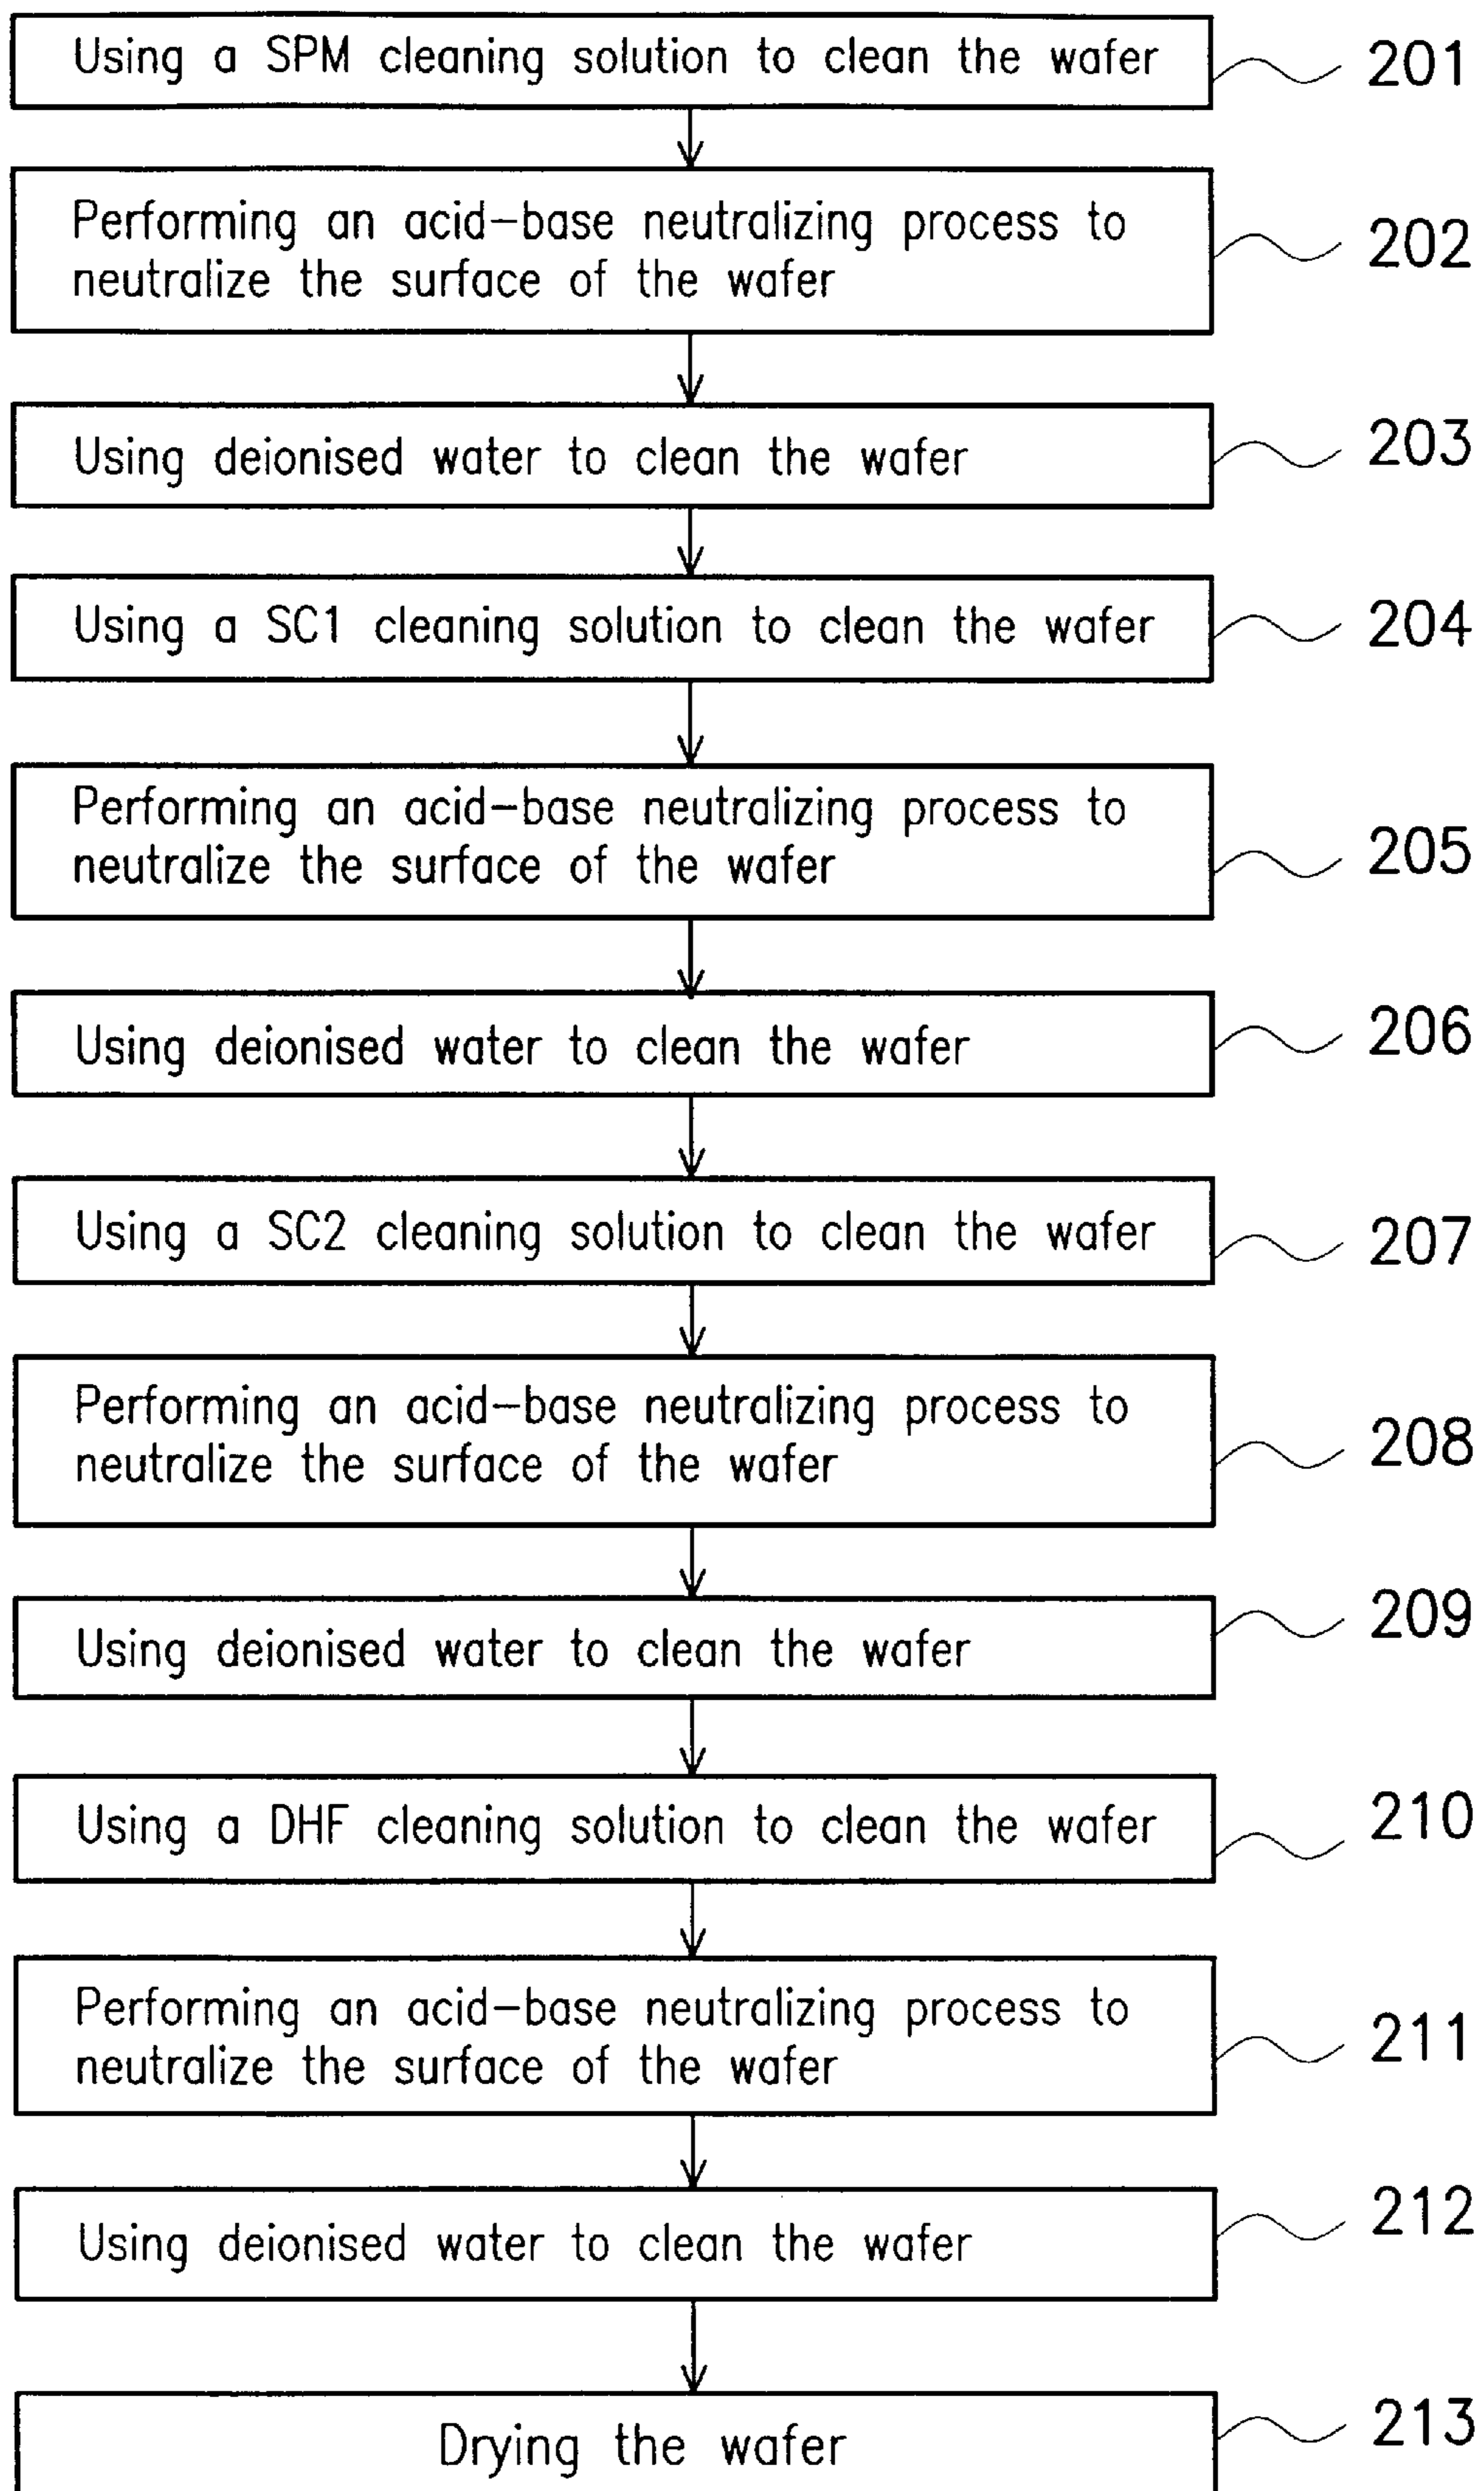 Using a SPM cleaning solution to clean the wafer
201
Performing an acid-base neutralizing process to
neutralize the surface of the wafer
202
Using deionised water to clean the wafer
203
Using a SC1 cleaning solution to clean the wafer
204
Performing an acid-base neutralizing process to
neutralize the surface of the wafer
205
Using deionised water to clean the wafer
206
Using a SC2 cleaning solution to clean the wafer
207
Performing an acid-base neutralizing process to
neutralize the surface of the wafer
208
Using deionised water to clean the wafer
209
Using a DHF cleaning solution to clean the wafer
210
Performing an acid-base neutralizing process to
neutralize the surface of the wafer
211
Using deionised water to clean the wafer
212
Drying the wafer
213